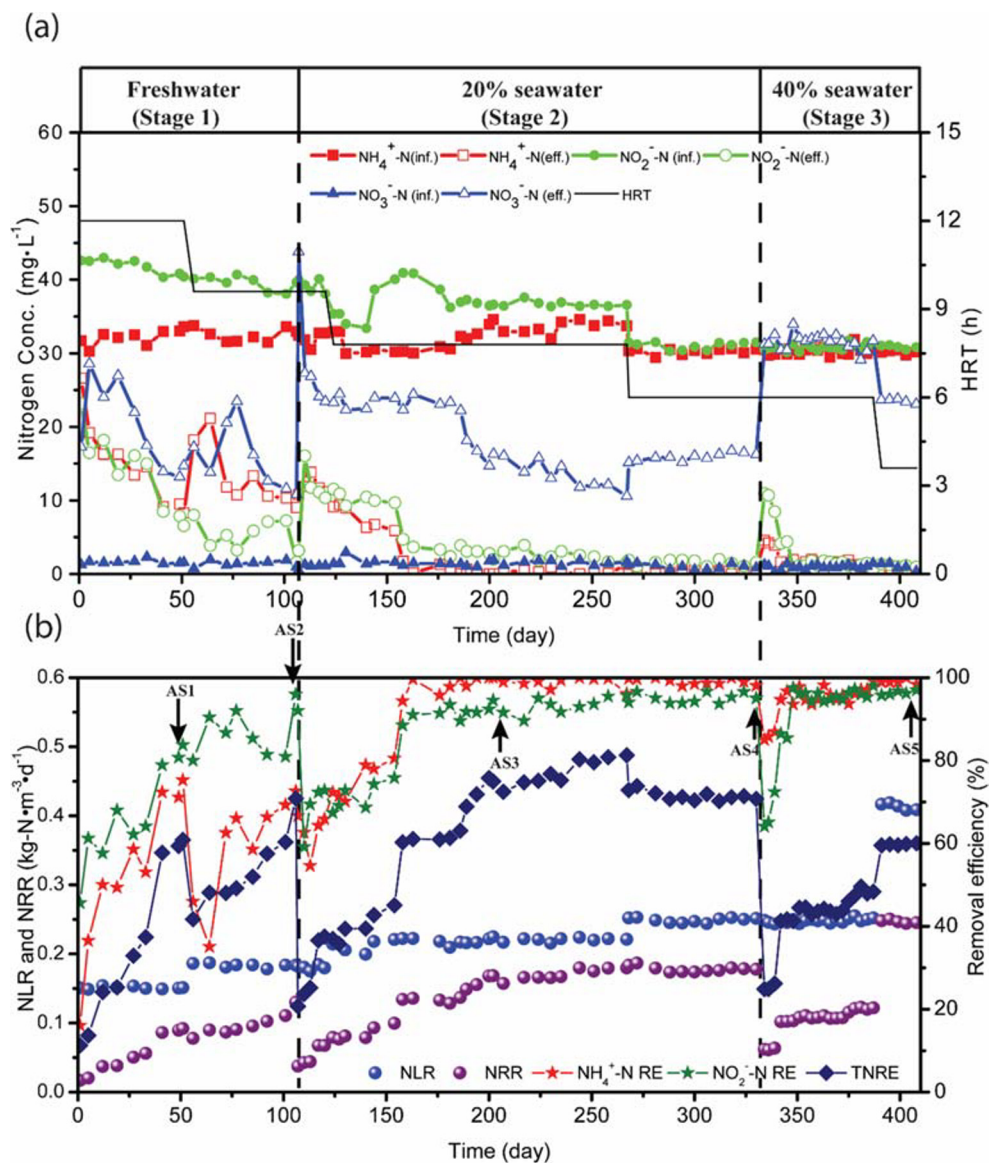 (a)
Freshwater
(Stage 1)
20% seawater
(Stage 2)
40% seawater
(Stage 3)
60
50
40
30
20
10
0
Nitrogen Conc. (mg·L⁻¹)
15
12
9
6
3
0
HRT (h)
NH₄⁺-N(inf.) NH₄⁺-N(eff.) NO₂⁻-N (inf.) NO₂⁻-N(eff.)
NO₃⁻-N (inf.) NO₃⁻-N (eff.) HRT
0 50 100 150 200 250 300 350 400
Time (day)
(b)
AS1
AS2
AS3
AS4
AS5
0.6
0.5
0.4
0.3
0.2
0.1
0.0
NLR and NRR (kg-N·m⁻³·d⁻¹)
100
80
60
40
20
0
Removal efficiency (%)
NLR NRR NH₄⁺-N RE NO₂⁻-N RE TNRE
0 50 100 150 200 250 300 350 400
Time (day)